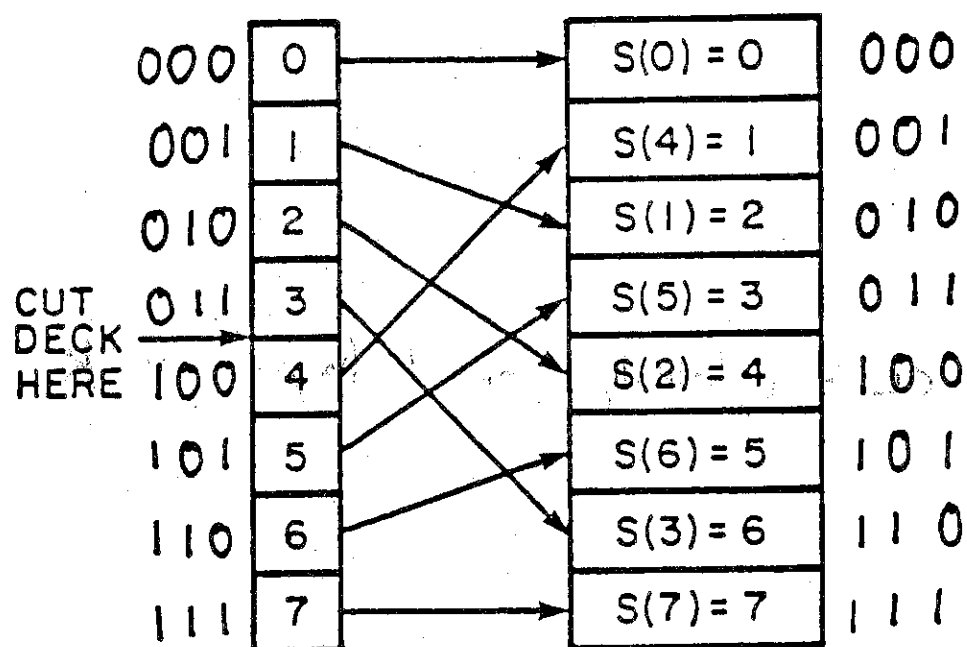 000 0 S(0) = 0 000
001 1 S(4) = 1 001
010 2 S(1) = 2 010
011 3 S(5) = 3 011
CUT
DECK
HERE
100 4 S(2) = 4 100
101 5 S(6) = 5 101
110 6 S(3) = 6 110
111 7 S(7) = 7 111